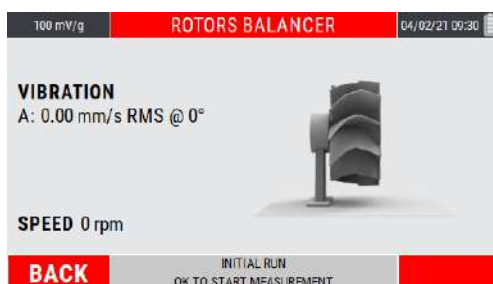 100 mV/g
ROTORS BALANCER
04/02/21 09:30
VIBRATION
A: 0.00 mm/s RMS @ 0°
SPEED 0 rpm
BACK
INITIAL RUN
OK TO START MEASUREMENT